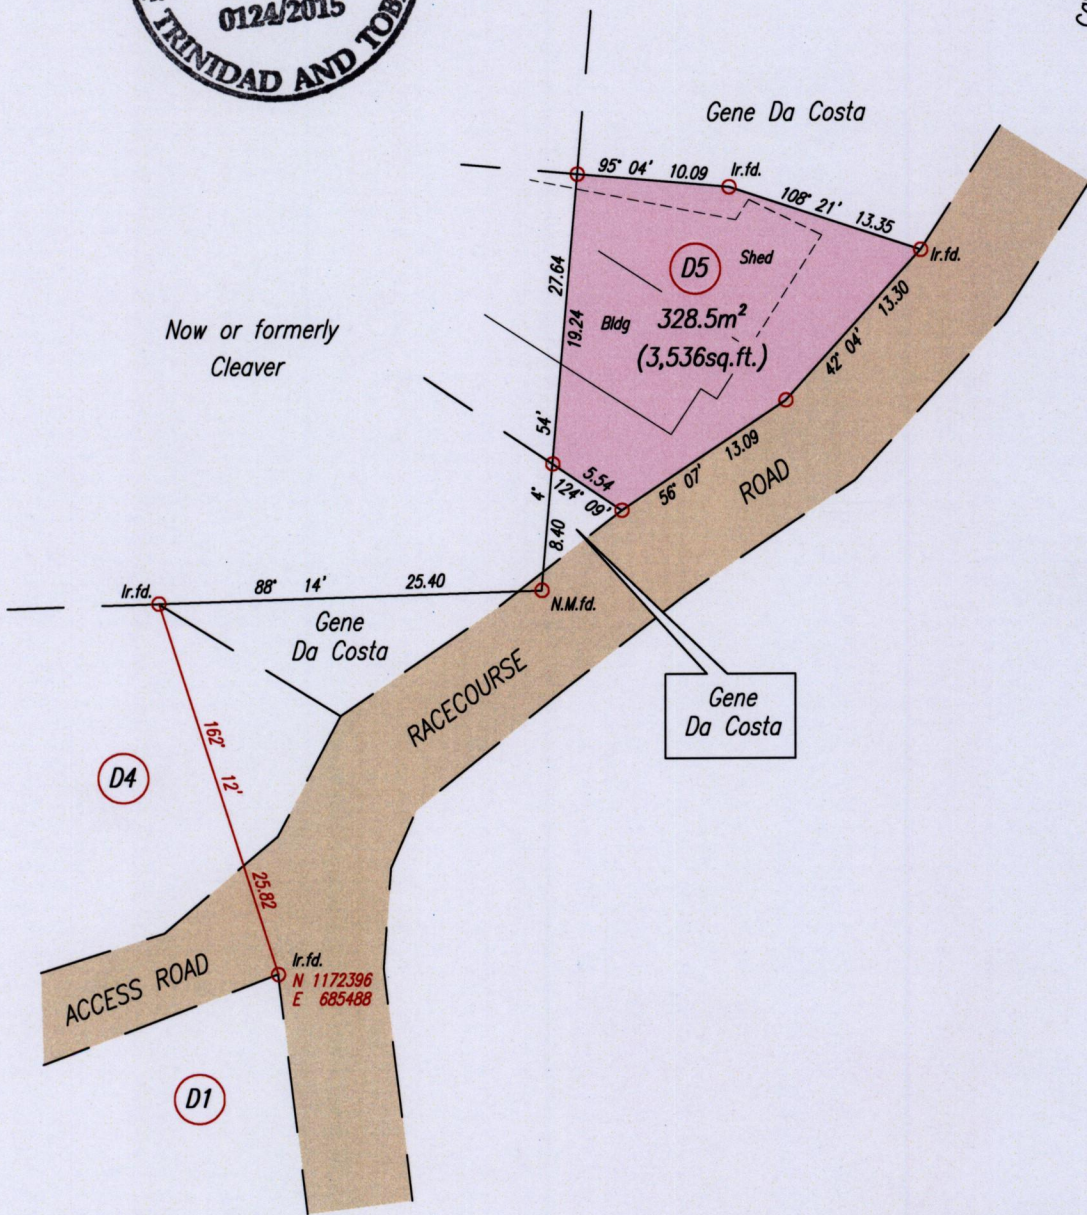 0124/2015
TRINIDAD AND TOB
Gene Da Costa
95° 04' 10.09
Ir.fd.
108° 21' 13.35
Ir.fd.
27.64
19.24
54'
4°
8.40
D5
Shed
Bldg
328.5m²
(3,536sq.ft.)
42° 04' 13.30
56° 07' 13.09
5.54
124° 09'
Now or formerly
Cleaver
ROAD
Ir.fd.
88° 14' 25.40
N.M.fd.
Gene
Da Costa
RACECOURSE
Gene
Da Costa
162° 12' 25.82
D4
Ir.fd.
N 1172396
E 685488
ACCESS ROAD
D1